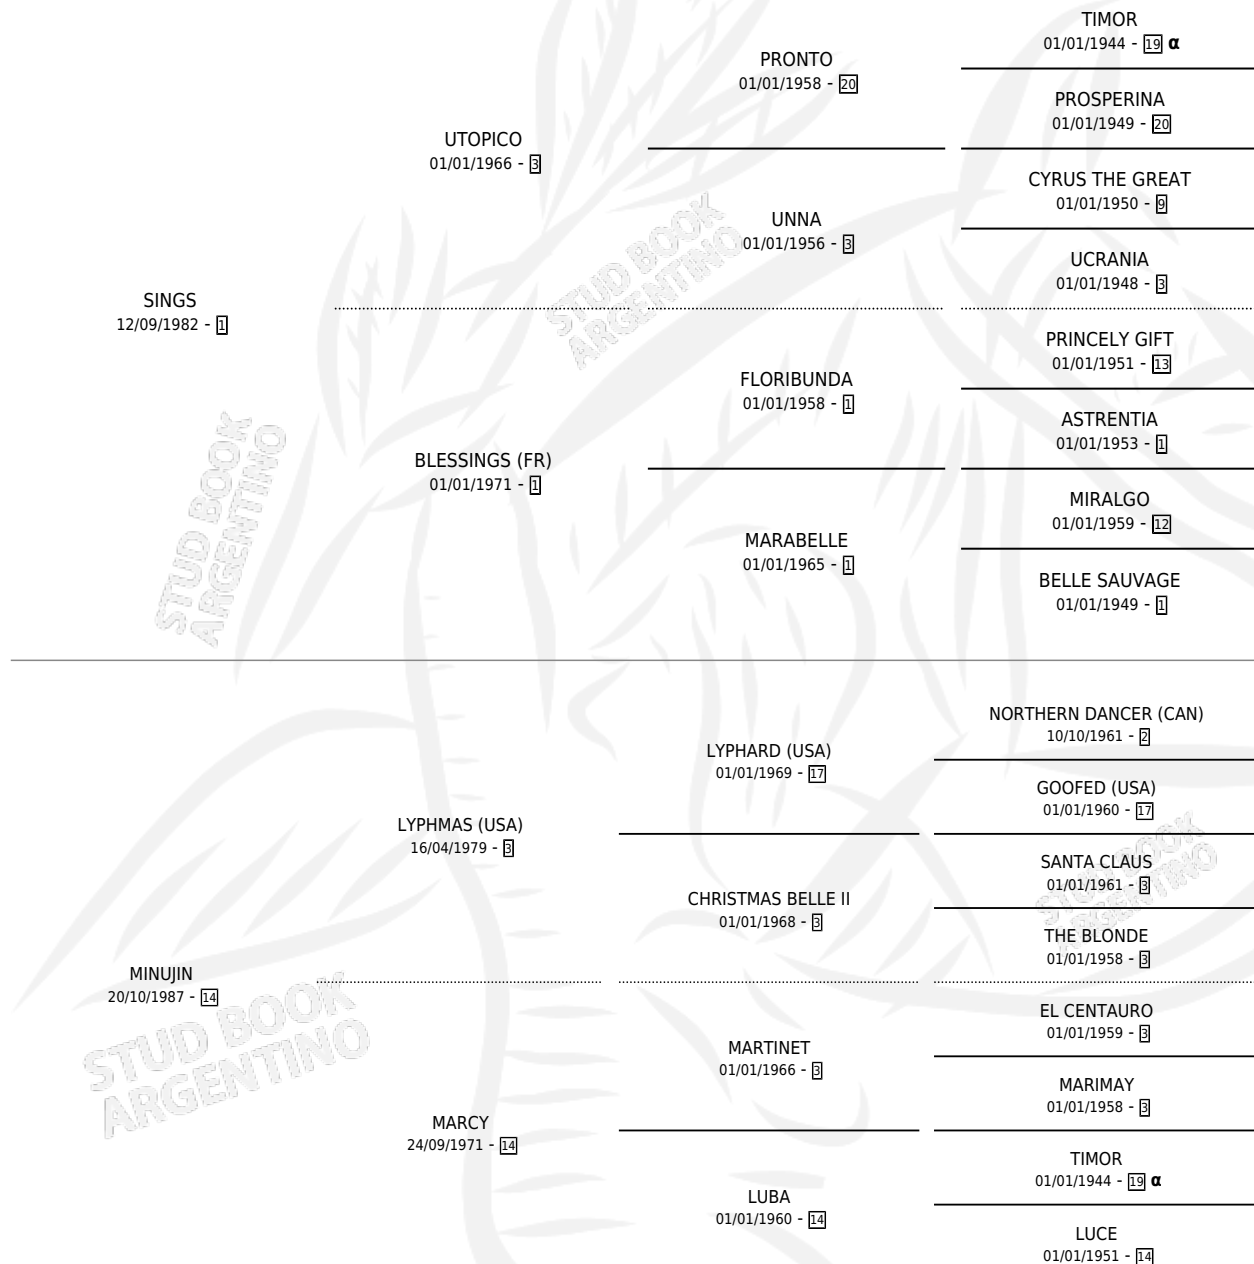 TIMOR
01/01/1944 - 19 α
PRONTO
01/01/1958 - 20
PROSPERINA
01/01/1949 - 20
UTOPICO
01/01/1966 - 3
CYRUS THE GREAT
01/01/1950 - 9
UNNA
01/01/1956 - 3
UCRANIA
01/01/1948 - 3
SINGS
12/09/1982 - 1
PRINCELY GIFT
01/01/1951 - 13
FLORIBUNDA
01/01/1958 - 1
ASTRENTIA
01/01/1953 - 1
BLESSINGS (FR)
01/01/1971 - 1
MIRALGO
01/01/1959 - 12
MARABELLE
01/01/1965 - 1
BELLE SAUVAGE
01/01/1949 - 1
STUD BOOK
ARGENTINO
STUD BOOK
ARGENTINO
NORTHERN DANCER (CAN)
10/10/1961 - 2
LYPHARD (USA)
01/01/1969 - 17
GOOFED (USA)
01/01/1960 - 17
LYPHMAS (USA)
16/04/1979 - 3
SANTA CLAUS
01/01/1961 - 3
CHRISTMAS BELLE II
01/01/1968 - 3
THE BLONDE
01/01/1958 - 3
MINUJIN
20/10/1987 - 14
EL CENTAURO
01/01/1959 - 3
MARTINET
01/01/1966 - 3
MARIMAY
01/01/1958 - 3
MARCY
24/09/1971 - 14
TIMOR
01/01/1944 - 19 α
LUBA
01/01/1960 - 14
LUCE
01/01/1951 - 14
STUD BOOK
ARGENTINO
STUD BOOK
ARGENTINO